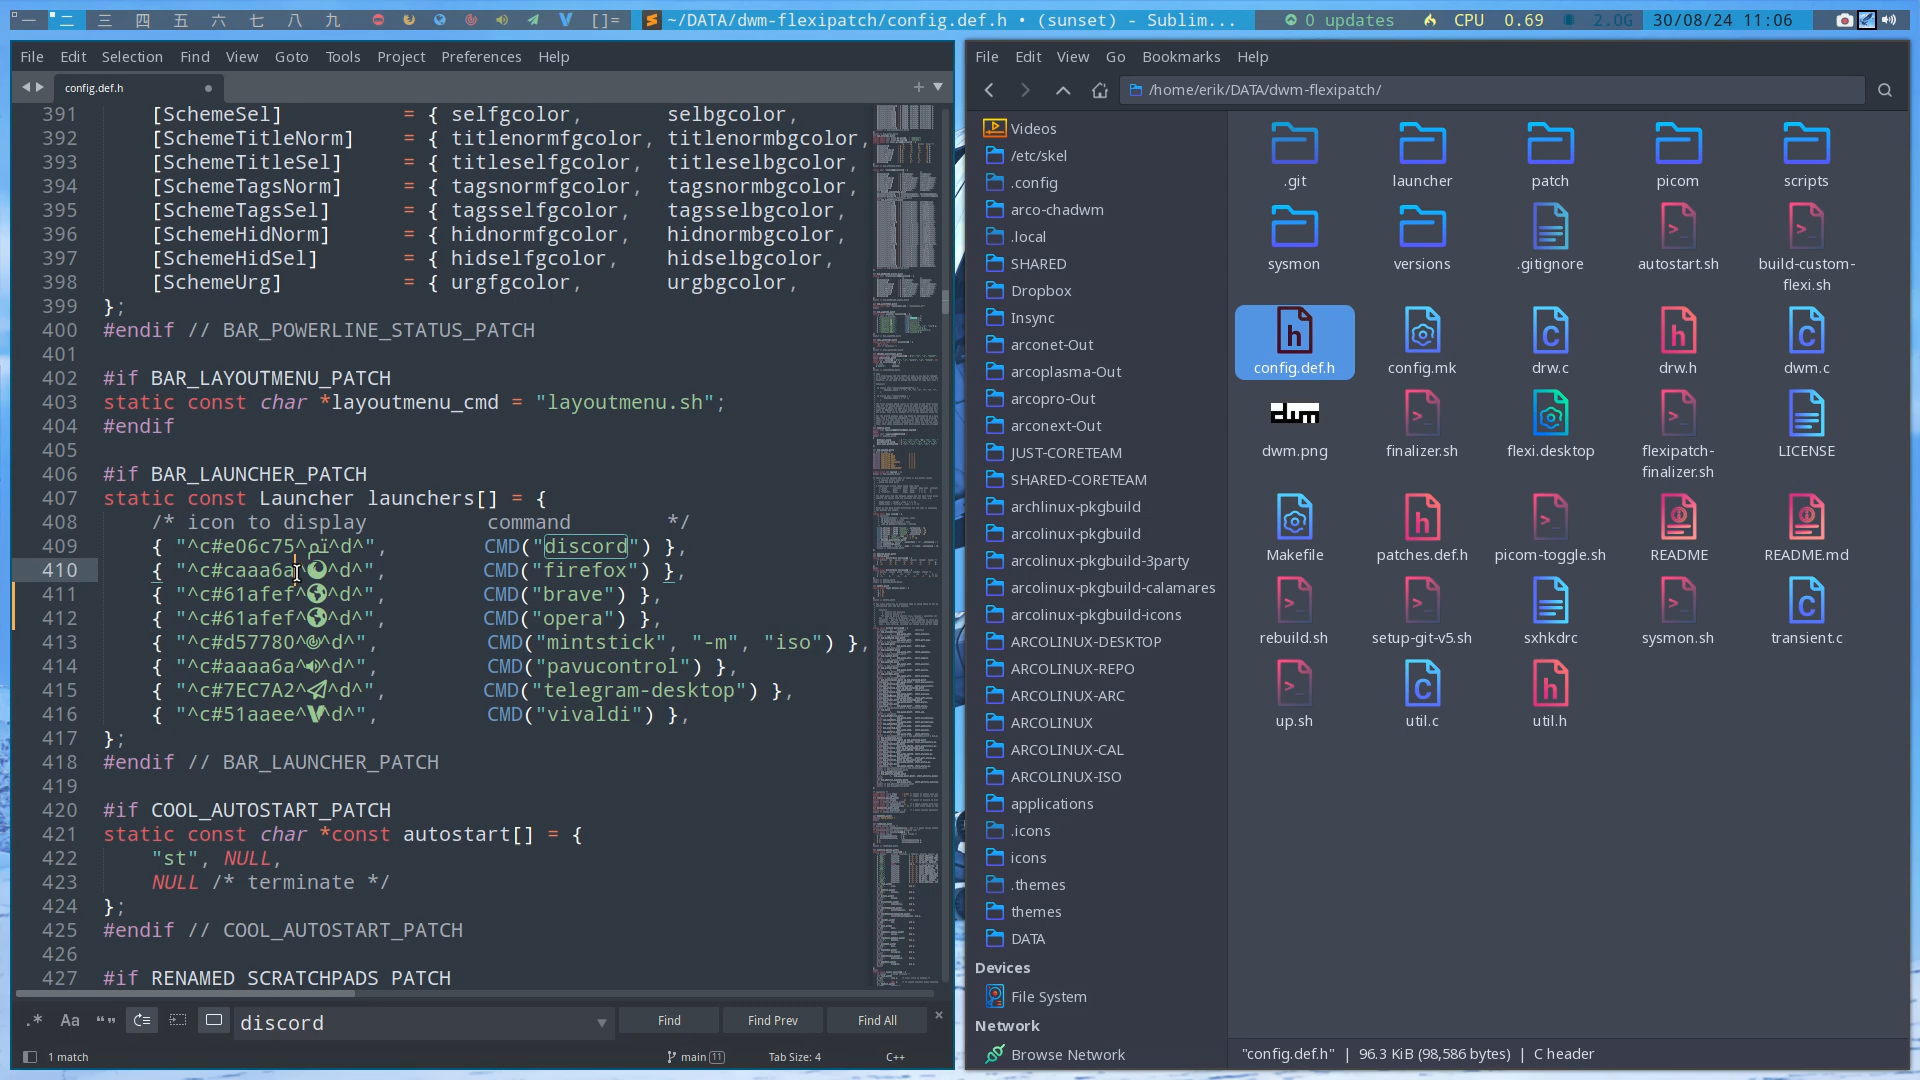 一 二 三 四 五 六 七 八 九 []= ~/DATA/dwm-flexipatch/config.def.h • (sunset) - Sublim... 0 updates CPU 0.69 2.0G 30/08/24 11:06
File Edit Selection Find View Goto Tools Project Preferences Help
config.def.h
391 [SchemeSel] = { selfgcolor, selbgcolor,
392 [SchemeTitleNorm] = { titlenormfgcolor, titlenormbgcolor,
393 [SchemeTitleSel] = { titleselfgcolor, titleselbgcolor,
394 [SchemeTagsNorm] = { tagsnormfgcolor, tagsnormbgcolor,
395 [SchemeTagsSel] = { tagsselfgcolor, tagsselbgcolor,
396 [SchemeHidNorm] = { hidnormfgcolor, hidnormbgcolor,
397 [SchemeHidSel] = { hidselfgcolor, hidselbgcolor,
398 [SchemeUrg] = { urgfgcolor, urgbgcolor,
399 };
400 #endif // BAR_POWERLINE_STATUS_PATCH
401
402 #if BAR_LAYOUTMENU_PATCH
403 static const char *layoutmenu_cmd = "layoutmenu.sh";
404 #endif
405
406 #if BAR_LAUNCHER_PATCH
407 static const Launcher launchers[] = {
408 /* icon to display command */
409 { "^c#e06c75^ ^d^", CMD("discord") },
410 { "^c#caaa6a^ ^d^", CMD("firefox") },
411 { "^c#61afef^ ^d^", CMD("brave") },
412 { "^c#61afef^ ^d^", CMD("opera") },
413 { "^c#d57780^ ^d^", CMD("mintstick", "-m", "iso") },
414 { "^c#aaaa6a^ ^d^", CMD("pavucontrol") },
415 { "^c#7EC7A2^ ^d^", CMD("telegram-desktop") },
416 { "^c#51aaee^ ^d^", CMD("vivaldi") },
417 };
418 #endif // BAR_LAUNCHER_PATCH
419
420 #if COOL_AUTOSTART_PATCH
421 static const char *const autostart[] = {
422 "st", NULL,
423 NULL /* terminate */
424 };
425 #endif // COOL_AUTOSTART_PATCH
426
427 #if RENAMED_SCRATCHPADS_PATCH
.* Aa “” discord Find Find Prev Find All
1 match main 11 Tab Size: 4 C++
File Edit View Go Bookmarks Help
/home/erik/DATA/dwm-flexipatch/
Videos
/etc/skel
.config
arco-chadwm
.local
SHARED
Dropbox
Insync
arconet-Out
arcoplasma-Out
arcopro-Out
arconext-Out
JUST-CORETEAM
SHARED-CORETEAM
archlinux-pkgbuild
arcolinux-pkgbuild
arcolinux-pkgbuild-3party
arcolinux-pkgbuild-calamares
arcolinux-pkgbuild-icons
ARCOLINUX-DESKTOP
ARCOLINUX-REPO
ARCOLINUX-ARC
ARCOLINUX
ARCOLINUX-CAL
ARCOLINUX-ISO
applications
.icons
icons
.themes
themes
DATA
Devices
File System
Network
Browse Network
.git launcher patch picom scripts
sysmon versions .gitignore autostart.sh build-custom-
flexi.sh
config.def.h config.mk drw.c drw.h dwm.c
dwm
dwm.png finalizer.sh flexi.desktop flexipatch- LICENSE
finalizer.sh
Makefile patches.def.h picom-toggle.sh README README.md
rebuild.sh setup-git-v5.sh sxhkdrc sysmon.sh transient.c
up.sh util.c util.h
"config.def.h" | 96.3 KiB (98,586 bytes) | C header